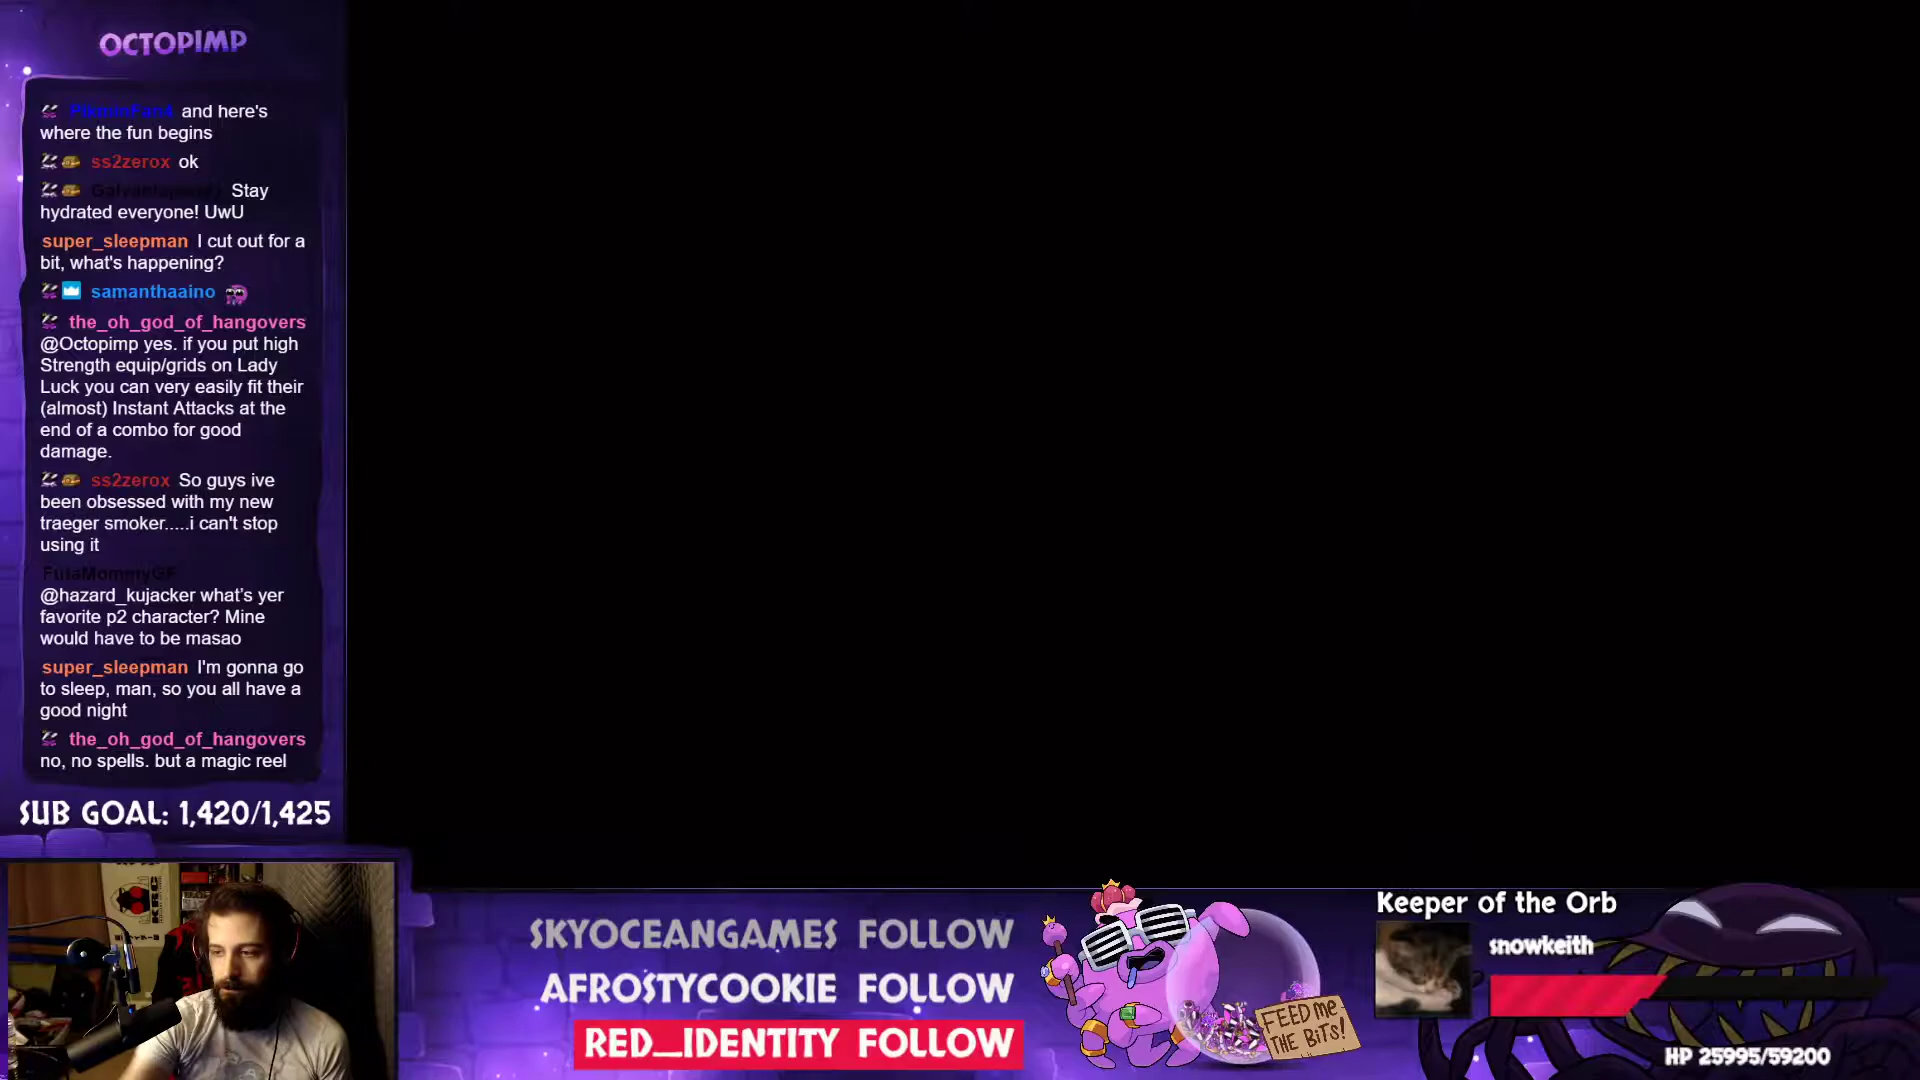 OCTOPIMP
PikminFan4 and here's
where the fun begins
ss2zerox ok
Stay
hydrated everyone! UwU
super_sleepman I cut out for a
bit, what's happening?
samanthaaino
the_oh_god_of_hangovers
@Octopimp yes. if you put high
Strength equip/grids on Lady
Luck you can very easily fit their
(almost) Instant Attacks at the
end of a combo for good
damage.
ss2zerox So guys ive
been obsessed with my new
traeger smoker.....i can't stop
using it
FutaMommyGF
@hazard_kujacker what's yer
favorite p2 character? Mine
would have to be masao
super_sleepman I'm gonna go
to sleep, man, so you all have a
good night
the_oh_god_of_hangovers
no, no spells. but a magic reel
SUB GOAL: 1,420/1,425
SKYOCEANGAMES FOLLOW
AFROSTYCOOKIE FOLLOW
RED_IDENTITY FOLLOW
FEED ME
THE BITS!
Keeper of the Orb
snowkeith
HP 25995/59200